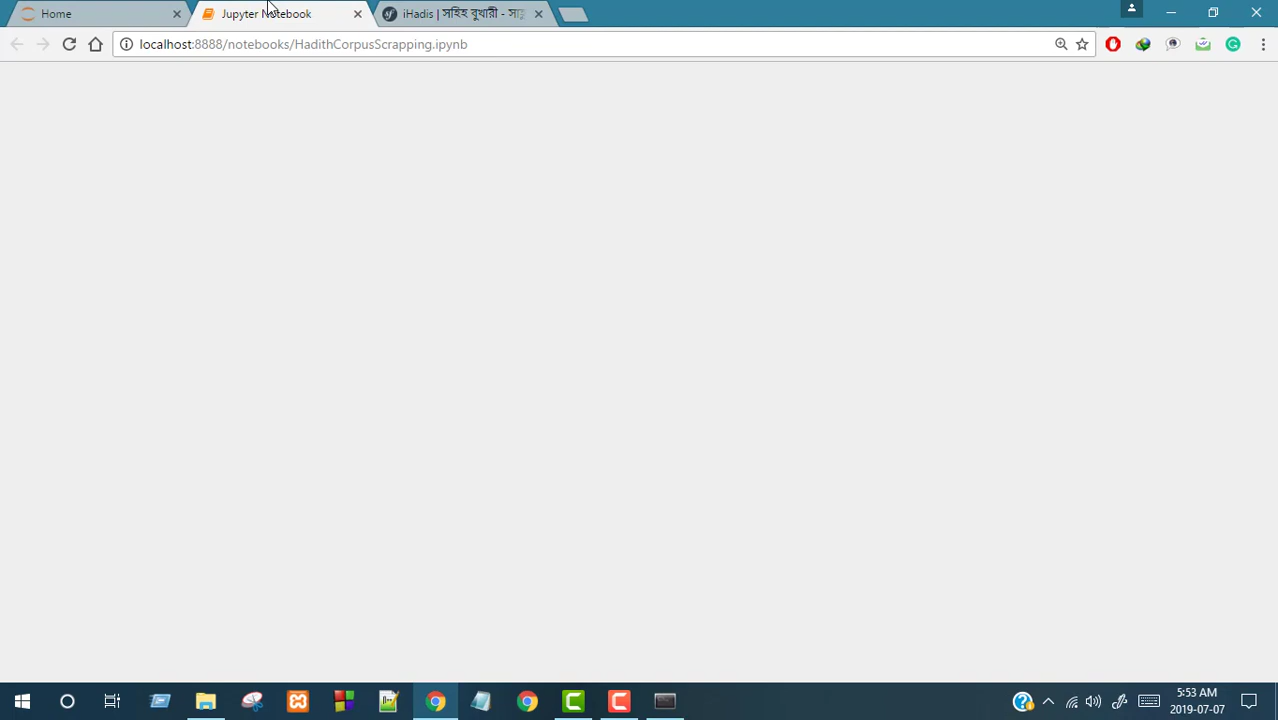 Home
Jupyter Notebook
iHadis | সহিহ বুখারী -
localhost:8888/notebooks/HadithCorpusScrapping.ipynb
5:53 AM
2019-07-07